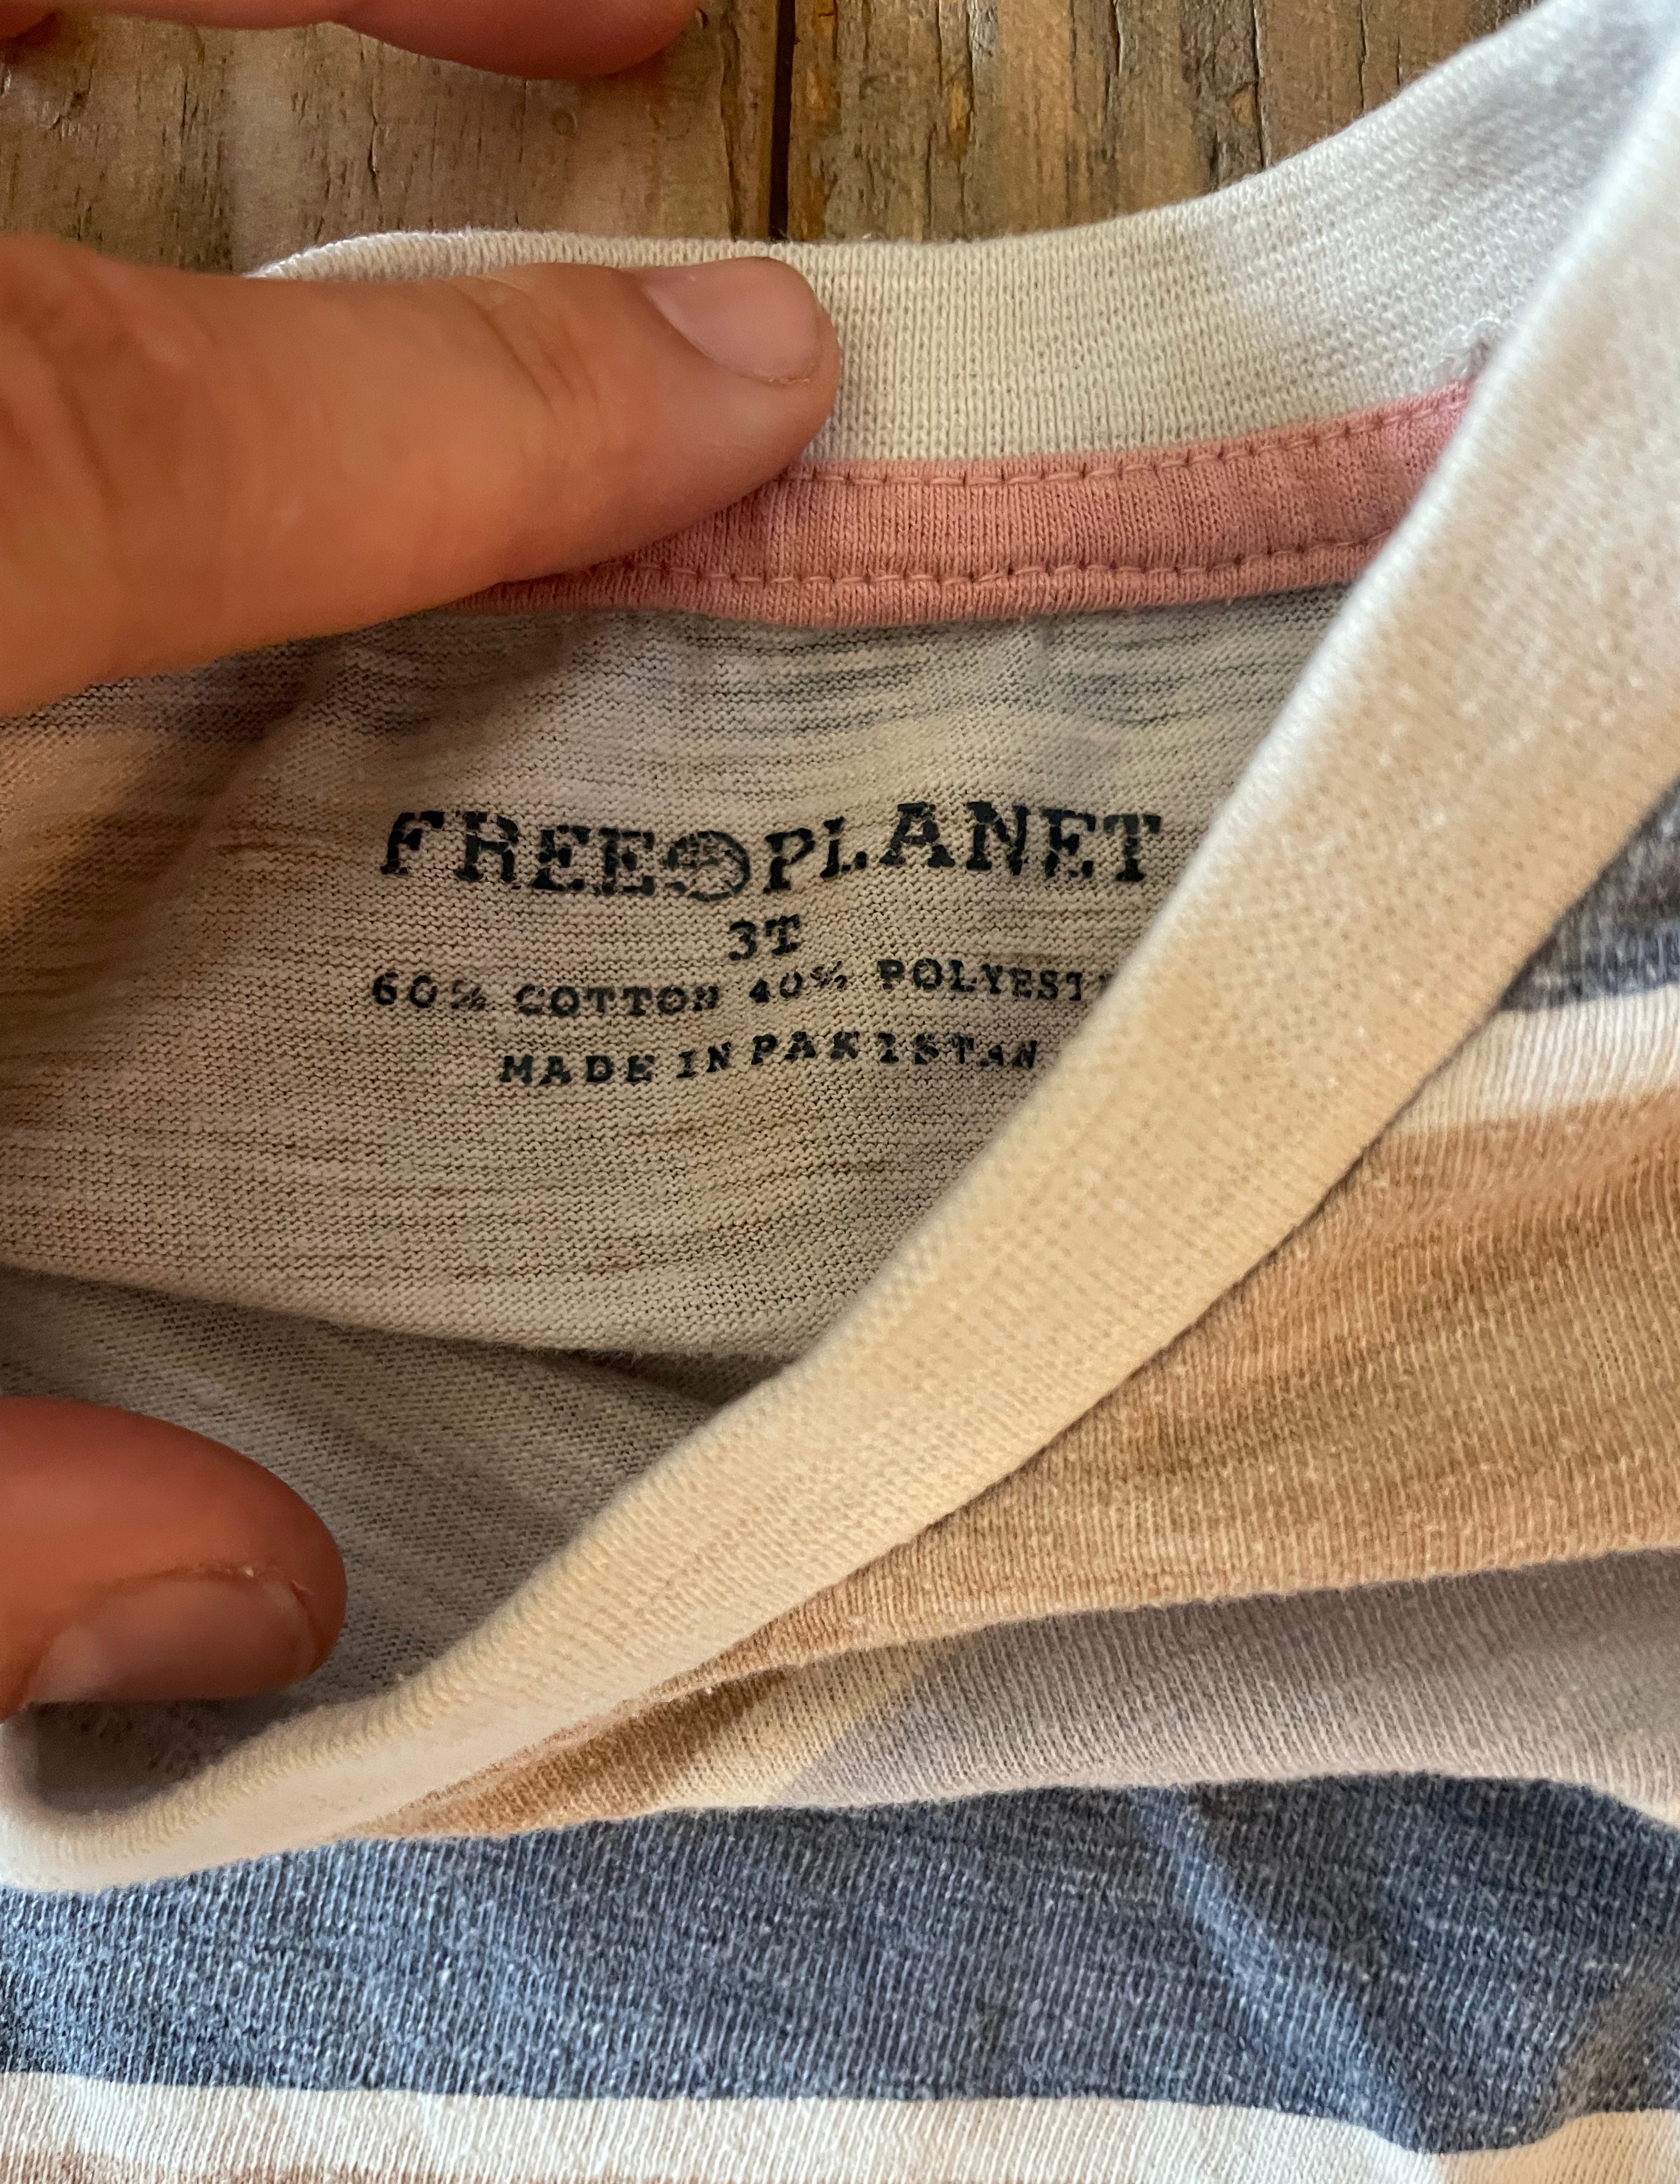 FREE PLANET
3T
60% COTTON 40% POLYEST
MADE IN PAKISTAN